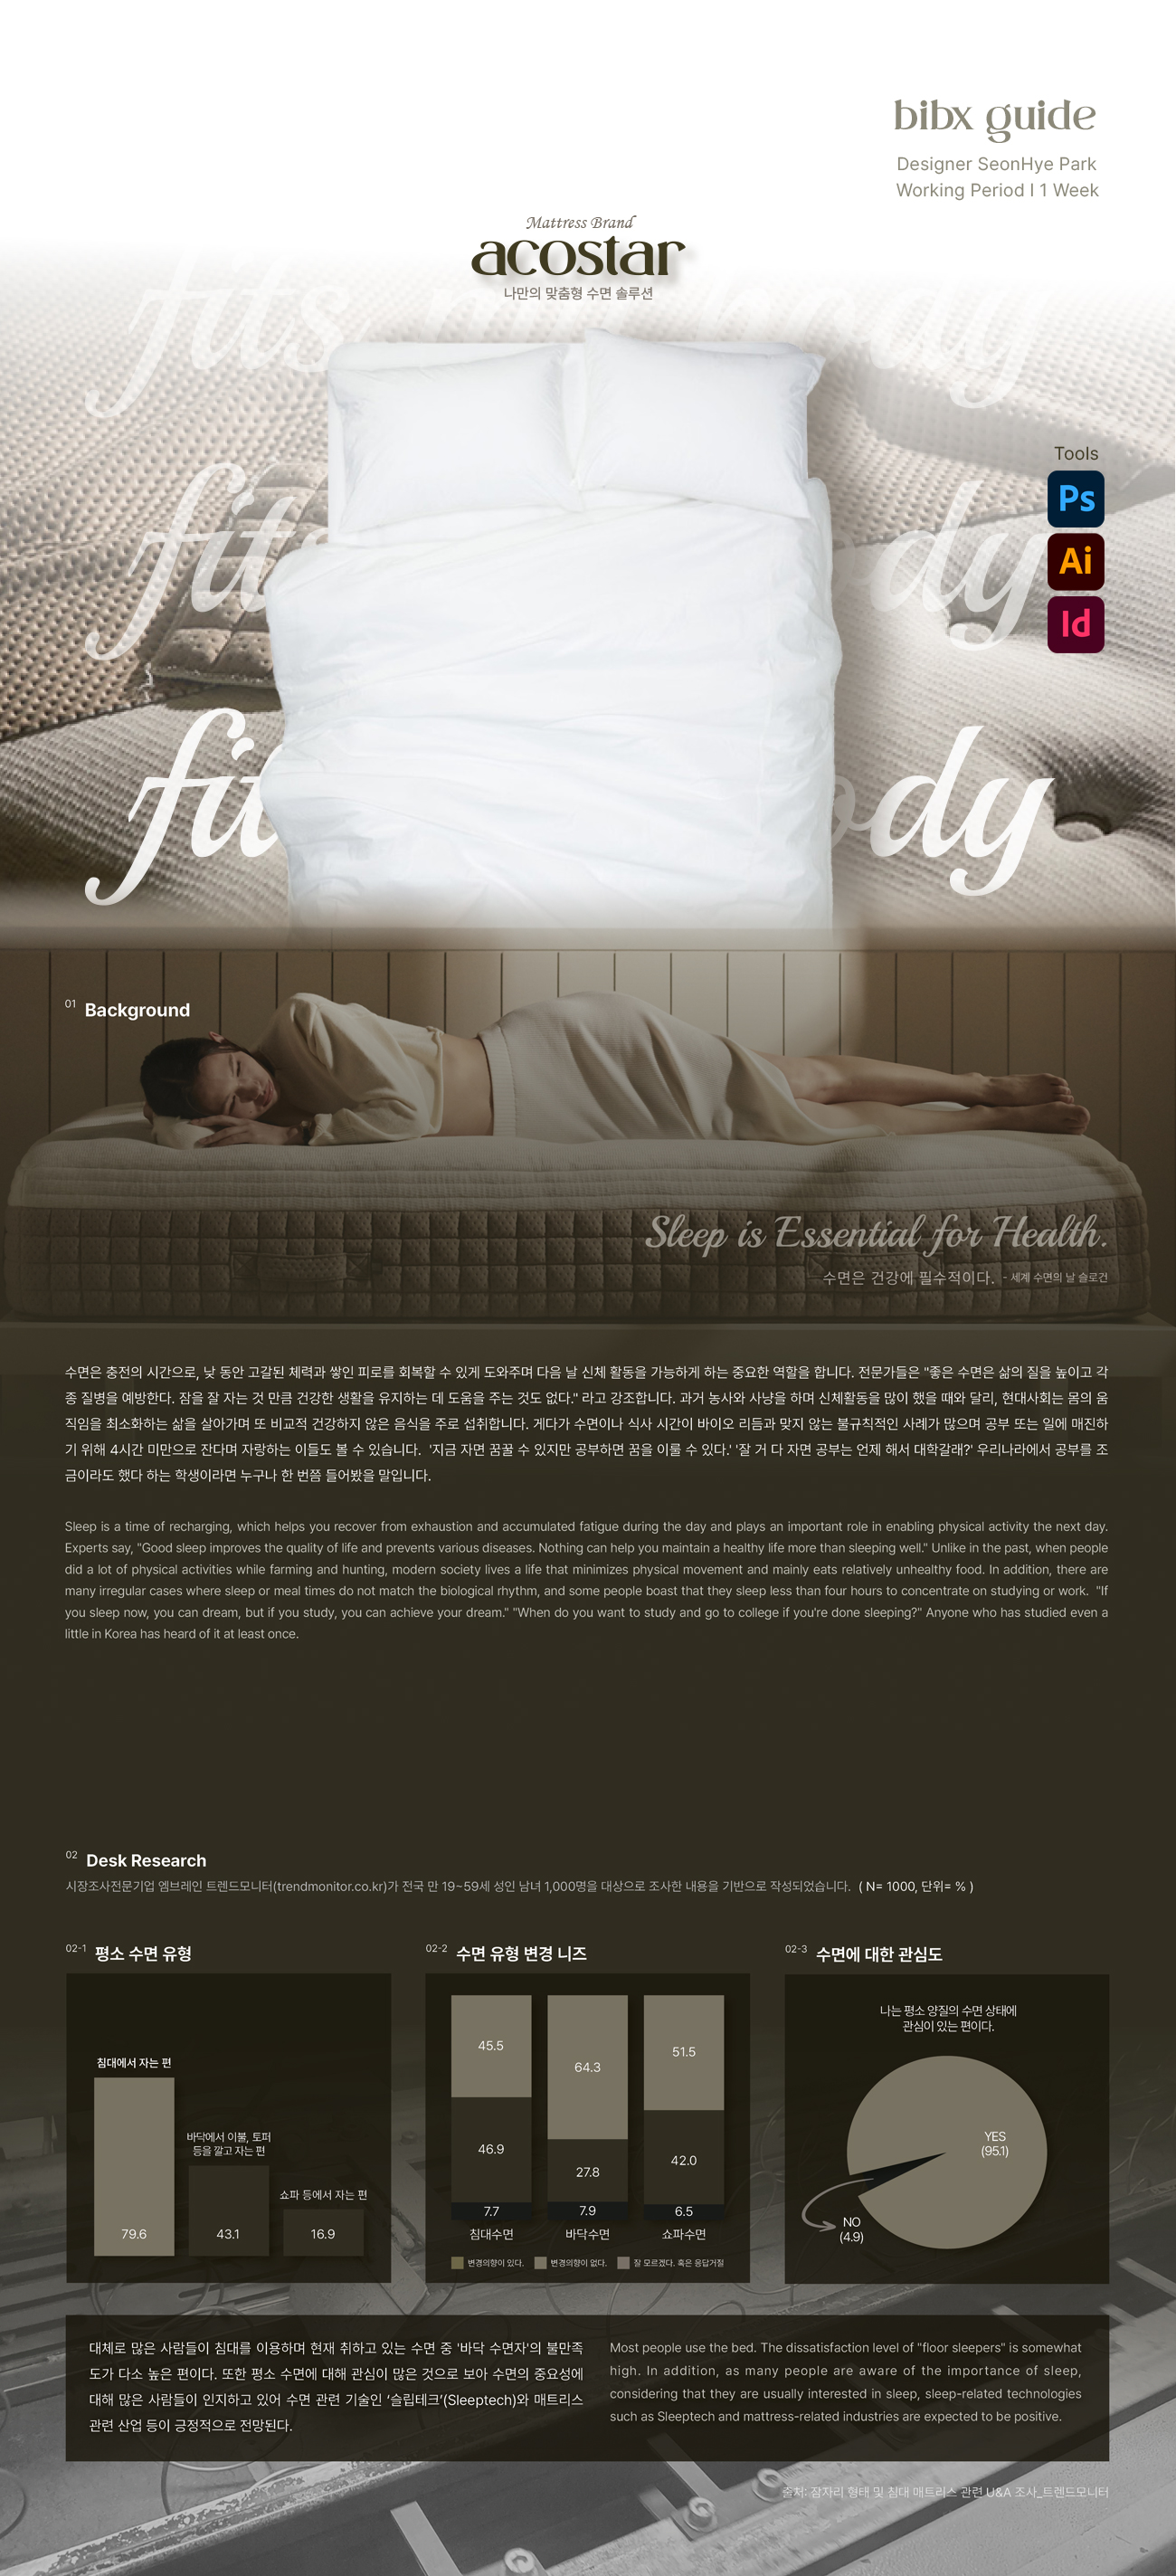 bibx guide
Designer SeonHye Park
Working Period I 1 Week
Mattress Brand
acostar
나만의 맞춤형 수면 솔루션
Tools
Ps
Ai
Id
fit
dy
fit
ody
01 Background
Sleep is Essential for Health.
수면은 건강에 필수적이다. - 세계 수면의 날 슬로건
수면은 충전의 시간으로, 낮 동안 고갈된 체력과 쌓인 피로를 회복할 수 있게 도와주며 다음 날 신체 활동을 가능하게 하는 중요한 역할을 합니다. 전문가들은 "좋은 수면은 삶의 질을 높이고 각
종 질병을 예방한다. 잠을 잘 자는 것 만큼 건강한 생활을 유지하는 데 도움을 주는 것도 없다." 라고 강조합니다. 과거 농사와 사냥을 하며 신체활동을 많이 했을 때와 달리, 현대사회는 몸의 움
직임을 최소화하는 삶을 살아가며 또 비교적 건강하지 않은 음식을 주로 섭취합니다. 게다가 수면이나 식사 시간이 바이오 리듬과 맞지 않는 불규칙적인 사례가 많으며 공부 또는 일에 매진하
기 위해 4시간 미만으로 잔다며 자랑하는 이들도 볼 수 있습니다. '지금 자면 꿈꿀 수 있지만 공부하면 꿈을 이룰 수 있다.' '잘 거 다 자면 공부는 언제 해서 대학갈래?' 우리나라에서 공부를 조
금이라도 했다 하는 학생이라면 누구나 한 번쯤 들어봤을 말입니다.
Sleep is a time of recharging, which helps you recover from exhaustion and accumulated fatigue during the day and plays an important role in enabling physical activity the next day.
Experts say, "Good sleep improves the quality of life and prevents various diseases. Nothing can help you maintain a healthy life more than sleeping well." Unlike in the past, when people
did a lot of physical activities while farming and hunting, modern society lives a life that minimizes physical movement and mainly eats relatively unhealthy food. In addition, there are
many irregular cases where sleep or meal times do not match the biological rhythm, and some people boast that they sleep less than four hours to concentrate on studying or work. "If
you sleep now, you can dream, but if you study, you can achieve your dream." "When do you want to study and go to college if you're done sleeping?" Anyone who has studied even a
little in Korea has heard of it at least once.
02 Desk Research
시장조사전문기업 엠브레인 트렌드모니터(trendmonitor.co.kr)가 전국 만 19~59세 성인 남녀 1,000명을 대상으로 조사한 내용을 기반으로 작성되었습니다. ( N= 1000, 단위= % )
02-1 평소 수면 유형
침대에서 자는 편
79.6
바닥에서 이불, 토퍼
등을 깔고 자는 편
43.1
쇼파 등에서 자는 편
16.9
02-2 수면 유형 변경 니즈
45.5
64.3
51.5
46.9
27.8
42.0
7.7
7.9
6.5
침대수면
바닥수면
쇼파수면
변경의향이 있다.
변경의향이 없다.
잘 모르겠다. 혹은 응답거절
02-3 수면에 대한 관심도
나는 평소 양질의 수면 상태에
관심이 있는 편이다.
YES
(95.1)
NO
(4.9)
대체로 많은 사람들이 침대를 이용하며 현재 취하고 있는 수면 중 '바닥 수면자'의 불만족
도가 다소 높은 편이다. 또한 평소 수면에 대해 관심이 많은 것으로 보아 수면의 중요성에
대해 많은 사람들이 인지하고 있어 수면 관련 기술인 ‘슬립테크‘(Sleeptech)와 매트리스
관련 산업 등이 긍정적으로 전망된다.
Most people use the bed. The dissatisfaction level of "floor sleepers" is somewhat
high. In addition, as many people are aware of the importance of sleep,
considering that they are usually interested in sleep, sleep-related technologies
such as Sleeptech and mattress-related industries are expected to be positive.
출처: 잠자리 형태 및 침대 매트리스 관련 U&A 조사_트렌드모니터